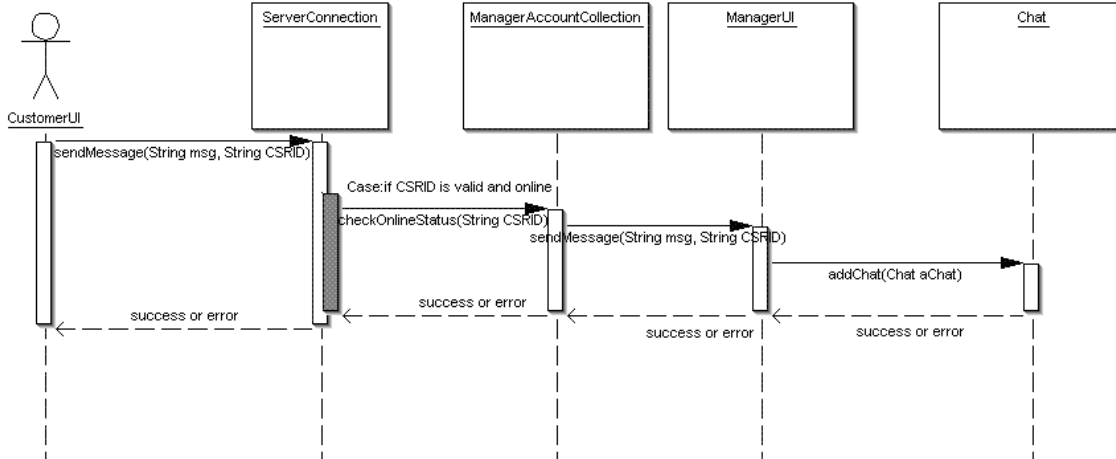 ServerConnection
ManagerAccountCollection
ManagerUI
Chat
CustomerUI
sendMessage(String msg, String CSRID)
Case:if CSRID is valid and online
checkOnlineStatus(String CSRID)
sendMessage(String msg, String CSRID)
addChat(Chat aChat)
success or error
success or error
success or error
success or error